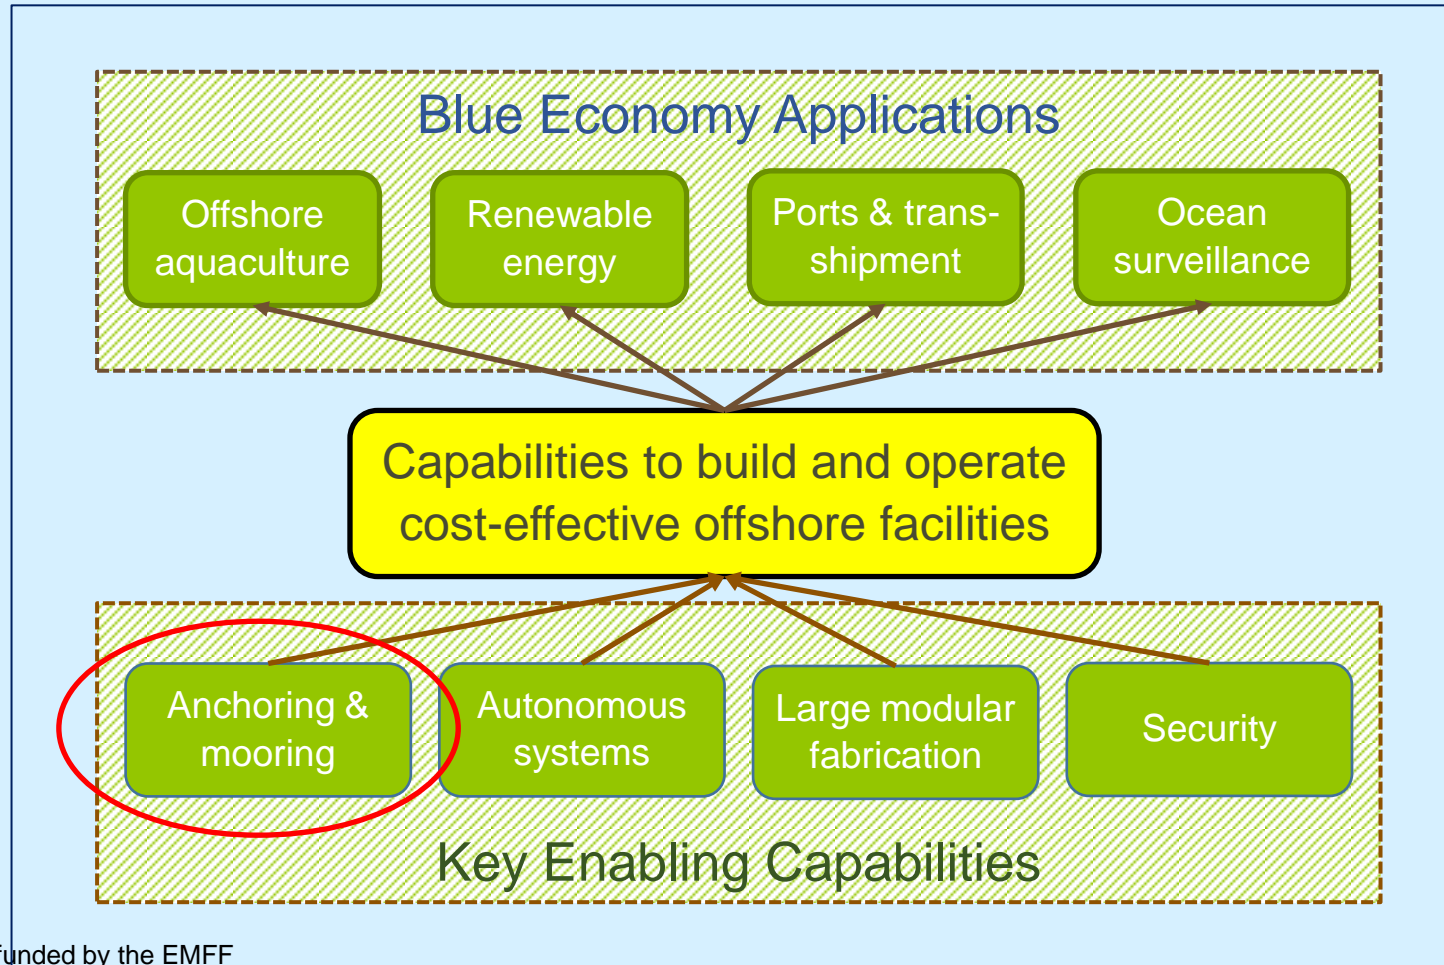 Blue Economy Applications
Offshore
aquaculture
Renewable
energy
Ports & trans-
shipment
Ocean
surveillance
Capabilities to build and operate
cost-effective offshore facilities
Anchoring &
mooring
Autonomous
systems
Large modular
fabrication
Security
Key Enabling Capabilities
funded by the EMFF